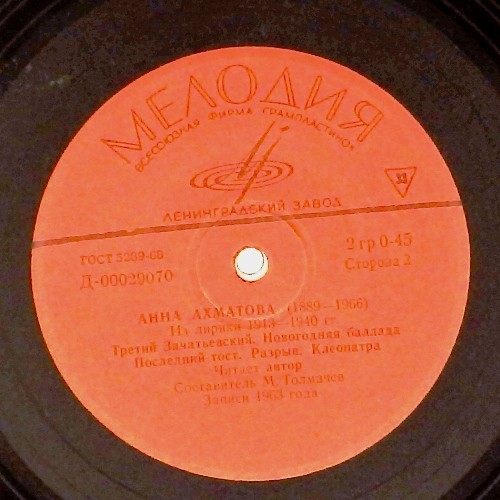 МЕЛОДИЯ
ВСЕСОЮЗНАЯ ФИРМА ГРАМПЛАСТИНОК
33
ЛЕНИНГРАДСКИЙ ЗАВОД
ГОСТ 5289-68
Д-00029070
2 гр 0-45
Сторона 2
АННА АХМАТОВА (1889—1966)
Из лирики 1913—1940 гг.
Третий Зачатьевский. Новогодняя баллада
Последний тост. Разрыв. Клеопатра
Читает автор
Составитель М. Толмачев
Записи 1963 года